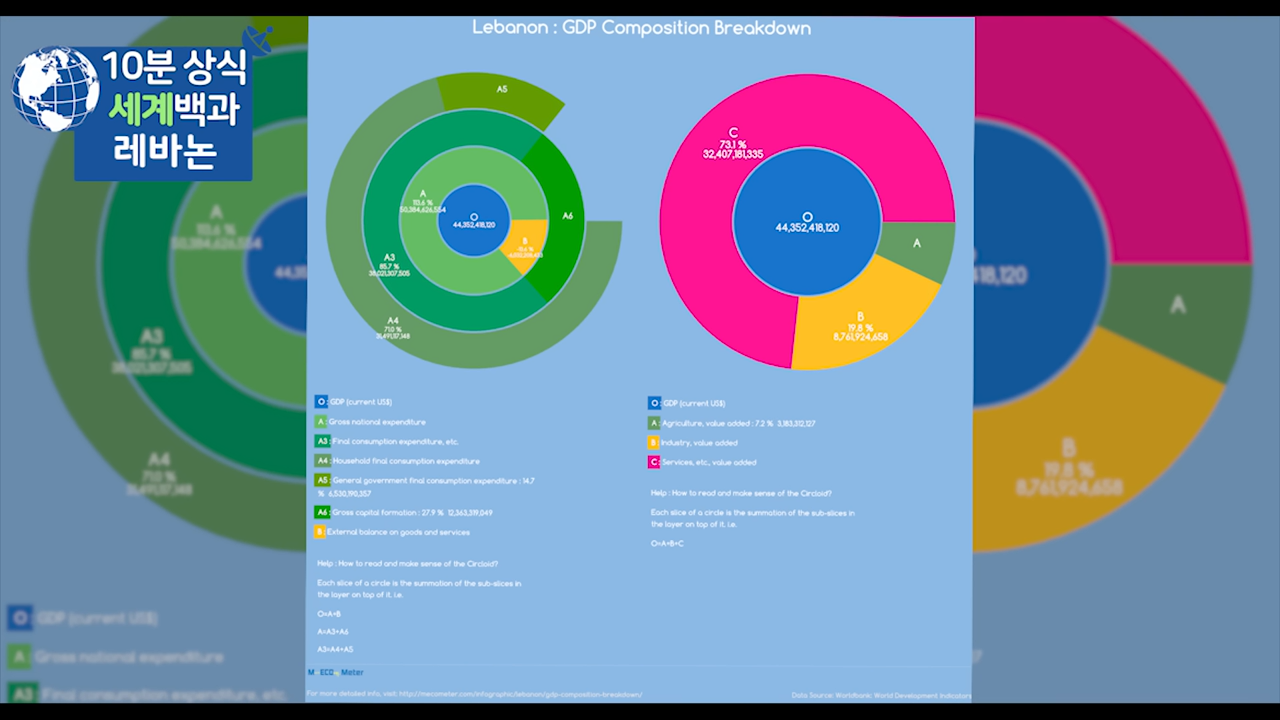 10분 상식
세계백과
레바논
Lebanon : GDP Composition Breakdown
A5
A
113.6 %
50,384,626,554
O
44,352,418,120
A6
B
A3
85.7 %
38,021,307,505
A4
71.0 %
31,491,117,148
C
73.1 %
32,407,181,335
O
44,352,418,120
A
B
19.8 %
8,761,924,658
O : GDP (current US$)
A : Gross national expenditure
A3 : Final consumption expenditure, etc.
A4 : Household final consumption expenditure
A5 : General government final consumption expenditure : 14.7
% 6,530,190,357
A6 : Gross capital formation : 27.9 % 12,363,319,049
B : External balance on goods and services
Help : How to read and make sense of the Circloid?
Each slice of a circle is the summation of the sub-slices in
the layer on top of it. i.e.
O=A+B
A=A3+A6
A3=A4+A5
O : GDP (current US$)
A : Agriculture, value added : 7.2 % 3,183,312,127
B : Industry, value added
C : Services, etc., value added
Help : How to read and make sense of the Circloid?
Each slice of a circle is the summation of the sub-slices in
the layer on top of it. i.e.
O=A+B+C
Meter
For more detailed info, visit: http://mecometer.com/infographic/lebanon/gdp-composition-breakdown/
Data Source: Worldbank: World Development Indicators